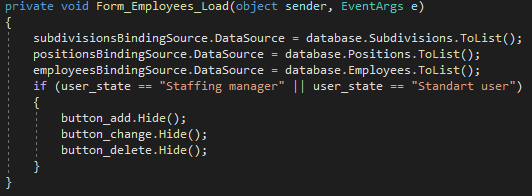 private void Form_Employees_Load(object sender, EventArgs e)
{
subdivisionsBindingSource.DataSource = database.Subdivisions.ToList();
positionsBindingSource.DataSource = database.Positions.ToList();
employeesBindingSource.DataSource = database.Employees.ToList();
if (user_state == "Staffing manager" || user_state == "Standart user")
{
button_add.Hide();
button_change.Hide();
button_delete.Hide();
}
}